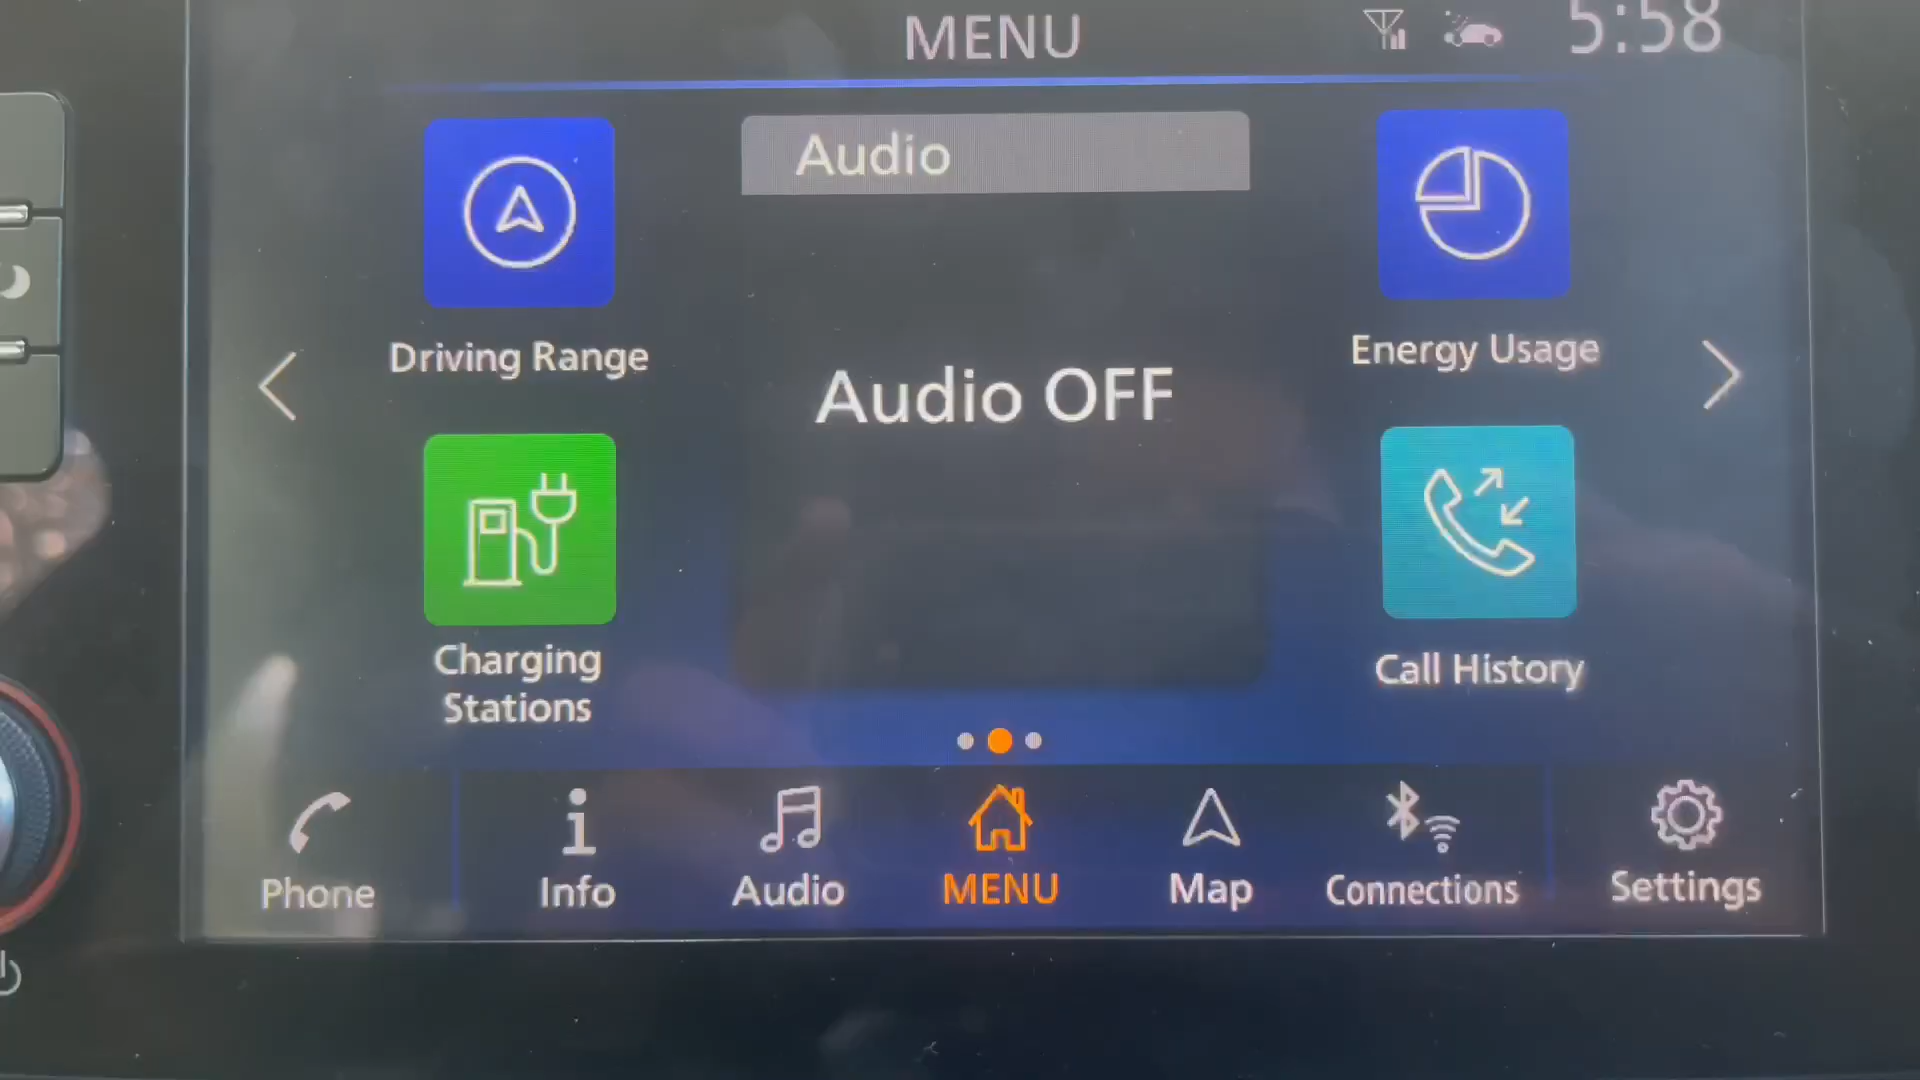 MENU
5:58
Audio
Driving Range
Energy Usage
Audio OFF
Charging
Stations
Call History
Phone
Info
Audio
MENU
Map
Connections
Settings